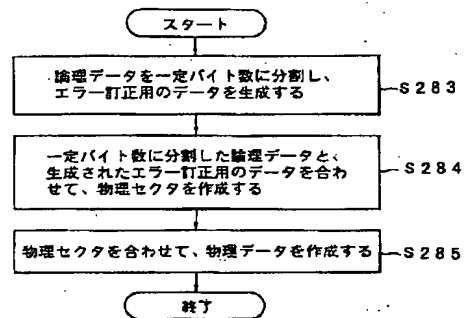 スタート
論理データを一定バイト数に分割し、
エラー訂正用のデータを生成する
S283
一定バイト数に分割した論理データと、
生成されたエラー訂正用のデータを合わ
せて、物理セクタを作成する
S284
物理セクタを合わせて、物理データを作成する
S285
終了